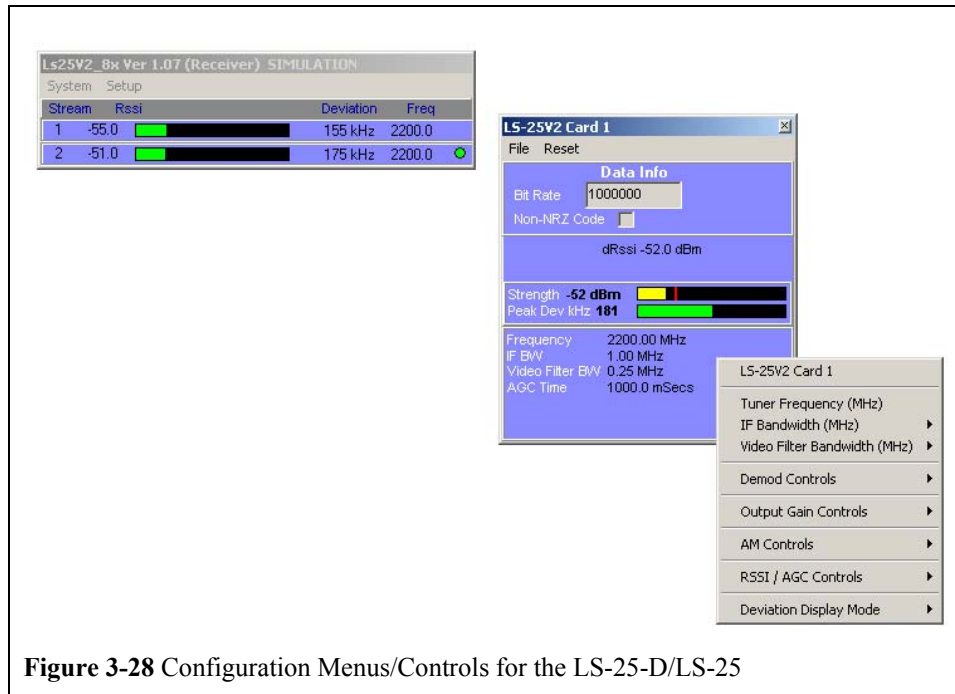 Ls25V2_8x Ver 1.07 (Receiver) SIMULATION
System Setup
Stream Rssi Deviation Freq
1 -55.0 155 kHz 2200.0
2 -51.0 175 kHz 2200.0
LS-25V2 Card 1
File Reset
Data Info
Bit Rate 1000000
Non-NRZ Code
dRssi -52.0 dBm
Strength -52 dBm
Peak Dev kHz 181
Frequency 2200.00 MHz
IF BW 1.00 MHz
Video Filter BW 0.25 MHz
AGC Time 1000.0 mSecs
LS-25V2 Card 1
Tuner Frequency (MHz)
IF Bandwidth (MHz)
Video Filter Bandwidth (MHz)
Demod Controls
Output Gain Controls
AM Controls
RSSI / AGC Controls
Deviation Display Mode
Figure 3-28 Configuration Menus/Controls for the LS-25-D/LS-25